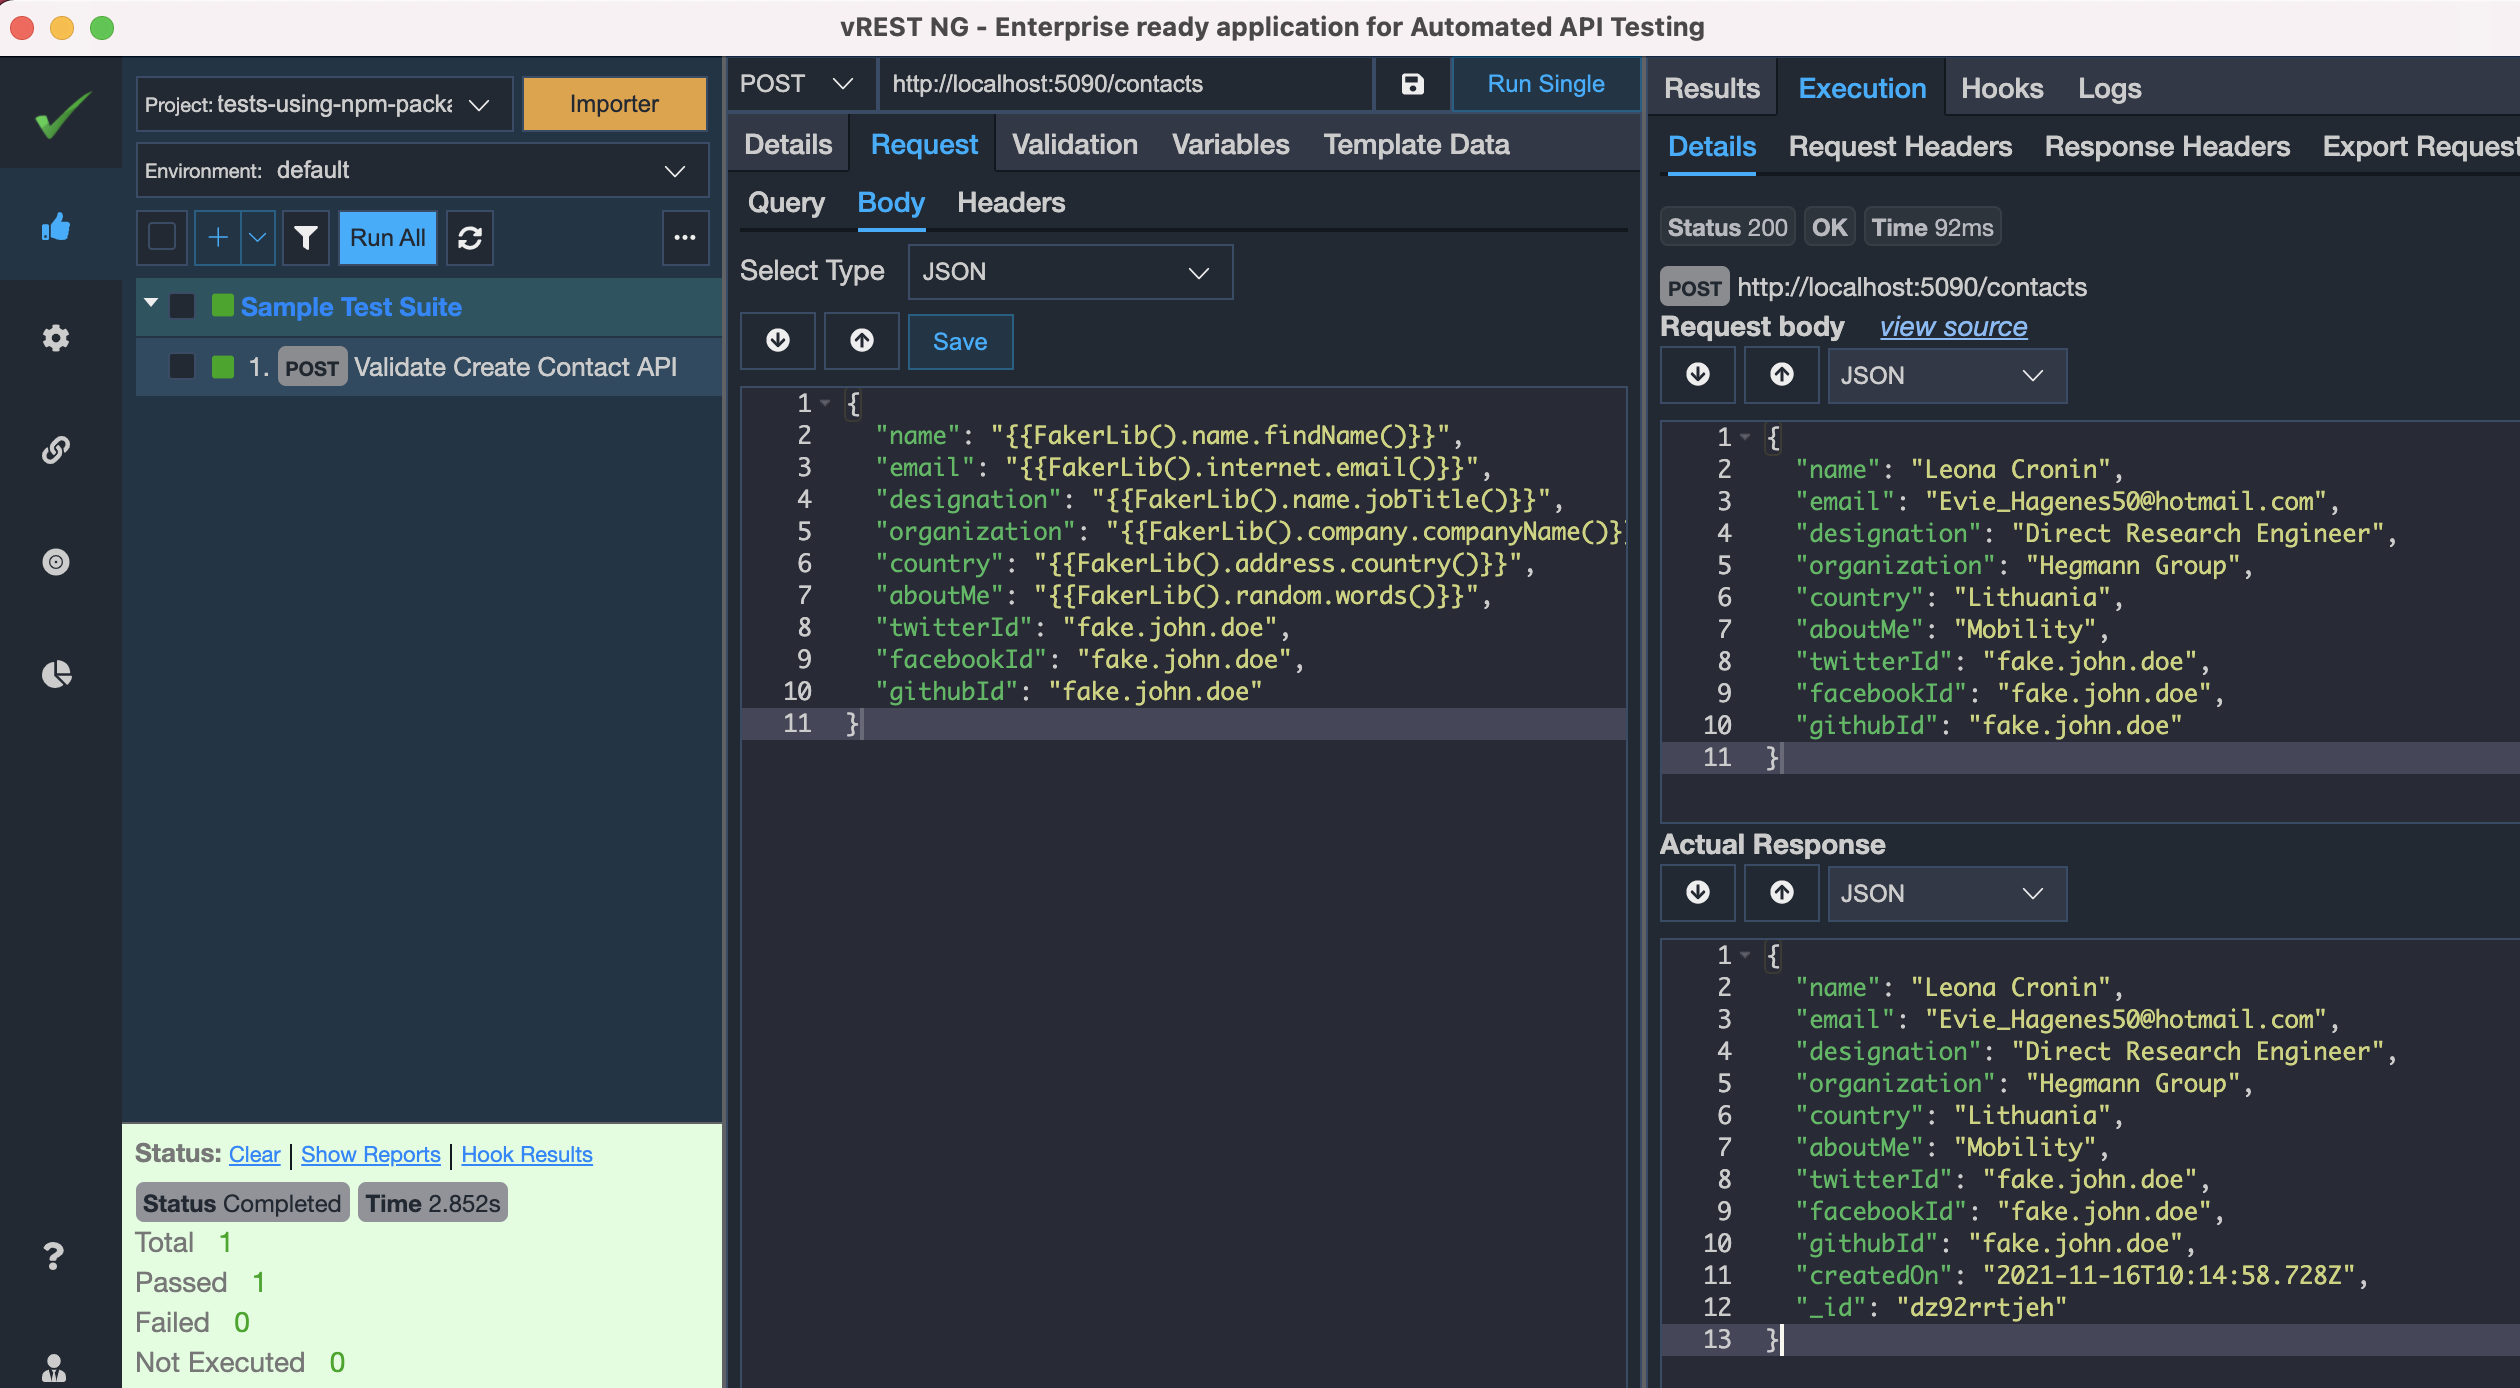 vREST NG - Enterprise ready application for Automated API Testing
Project: tests-using-npm-packa
Importer
Environment: default
Run All
Sample Test Suite
1. POST Validate Create Contact API
Status: Clear | Show Reports | Hook Results
Status Completed Time 2.852s
Total 1
Passed 1
Failed 0
Not Executed 0
POST http://localhost:5090/contacts Run Single
Details Request Validation Variables Template Data
Query Body Headers
Select Type JSON
Save
1 {
2 "name": "{{FakerLib().name.findName()}}",
3 "email": "{{FakerLib().internet.email()}}",
4 "designation": "{{FakerLib().name.jobTitle()}}",
5 "organization": "{{FakerLib().company.companyName()}
6 "country": "{{FakerLib().address.country()}}",
7 "aboutMe": "{{FakerLib().random.words()}}",
8 "twitterId": "fake.john.doe",
9 "facebookId": "fake.john.doe",
10 "githubId": "fake.john.doe"
11 }
Results Execution Hooks Logs
Details Request Headers Response Headers Export Request
Status 200 OK Time 92ms
POST http://localhost:5090/contacts
Request body view source
JSON
1 {
2 "name": "Leona Cronin",
3 "email": "Evie_Hagenes50@hotmail.com",
4 "designation": "Direct Research Engineer",
5 "organization": "Hegmann Group",
6 "country": "Lithuania",
7 "aboutMe": "Mobility",
8 "twitterId": "fake.john.doe",
9 "facebookId": "fake.john.doe",
10 "githubId": "fake.john.doe"
11 }
Actual Response
JSON
1 {
2 "name": "Leona Cronin",
3 "email": "Evie_Hagenes50@hotmail.com",
4 "designation": "Direct Research Engineer",
5 "organization": "Hegmann Group",
6 "country": "Lithuania",
7 "aboutMe": "Mobility",
8 "twitterId": "fake.john.doe",
9 "facebookId": "fake.john.doe",
10 "githubId": "fake.john.doe",
11 "createdOn": "2021-11-16T10:14:58.728Z",
12 "_id": "dz92rrtjeh"
13 }